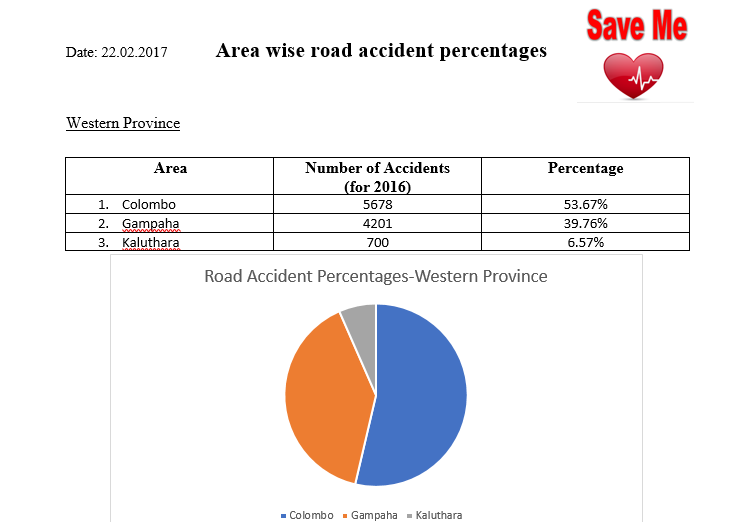 Save Me
Date: 22.02.2017 Area wise road accident percentages
Western Province
Area Number of Accidents (for 2016) Percentage
1. Colombo 5678 53.67%
2. Gampaha 4201 39.76%
3. Kaluthara 700 6.57%
Road Accident Percentages-Western Province
Colombo Gampaha Kaluthara